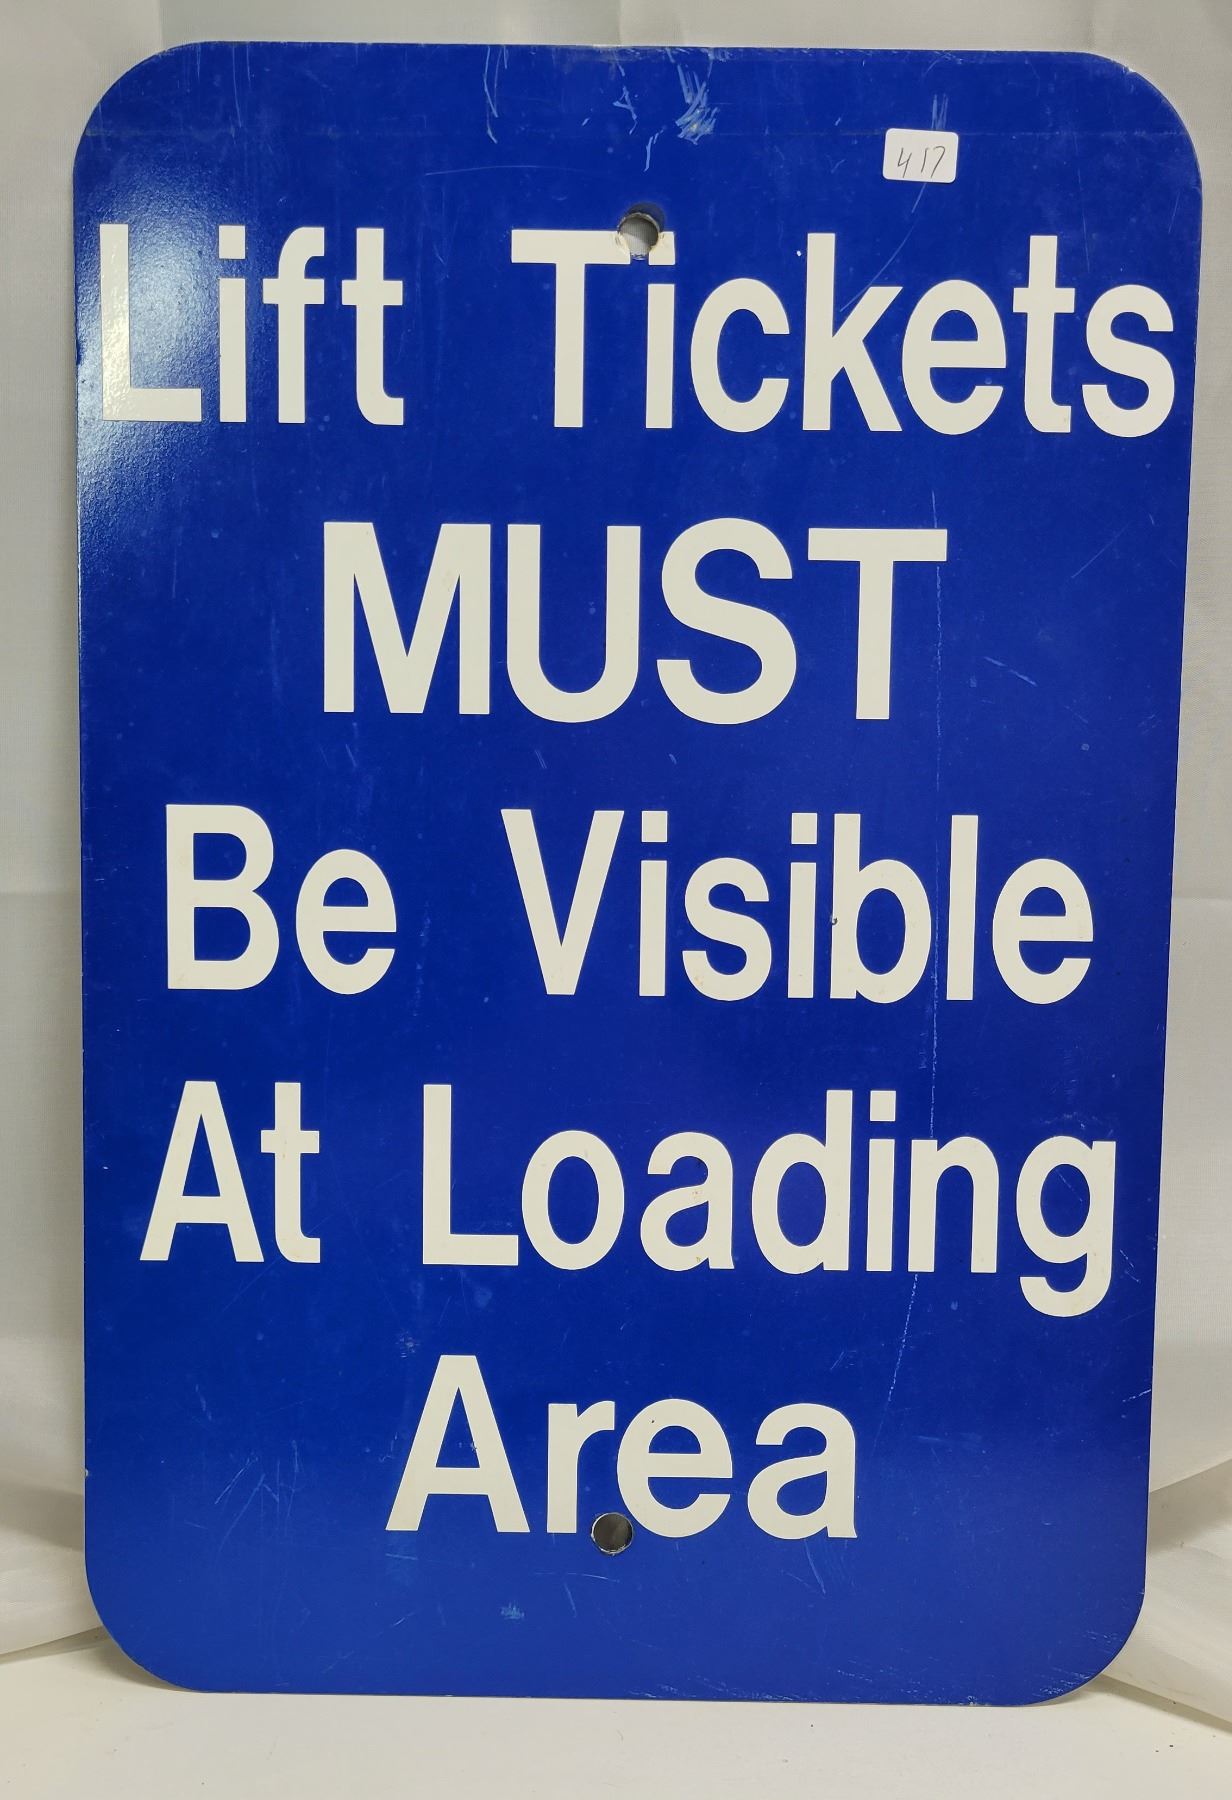 417
Lift Tickets
MUST
Be Visible
At Loading
Area